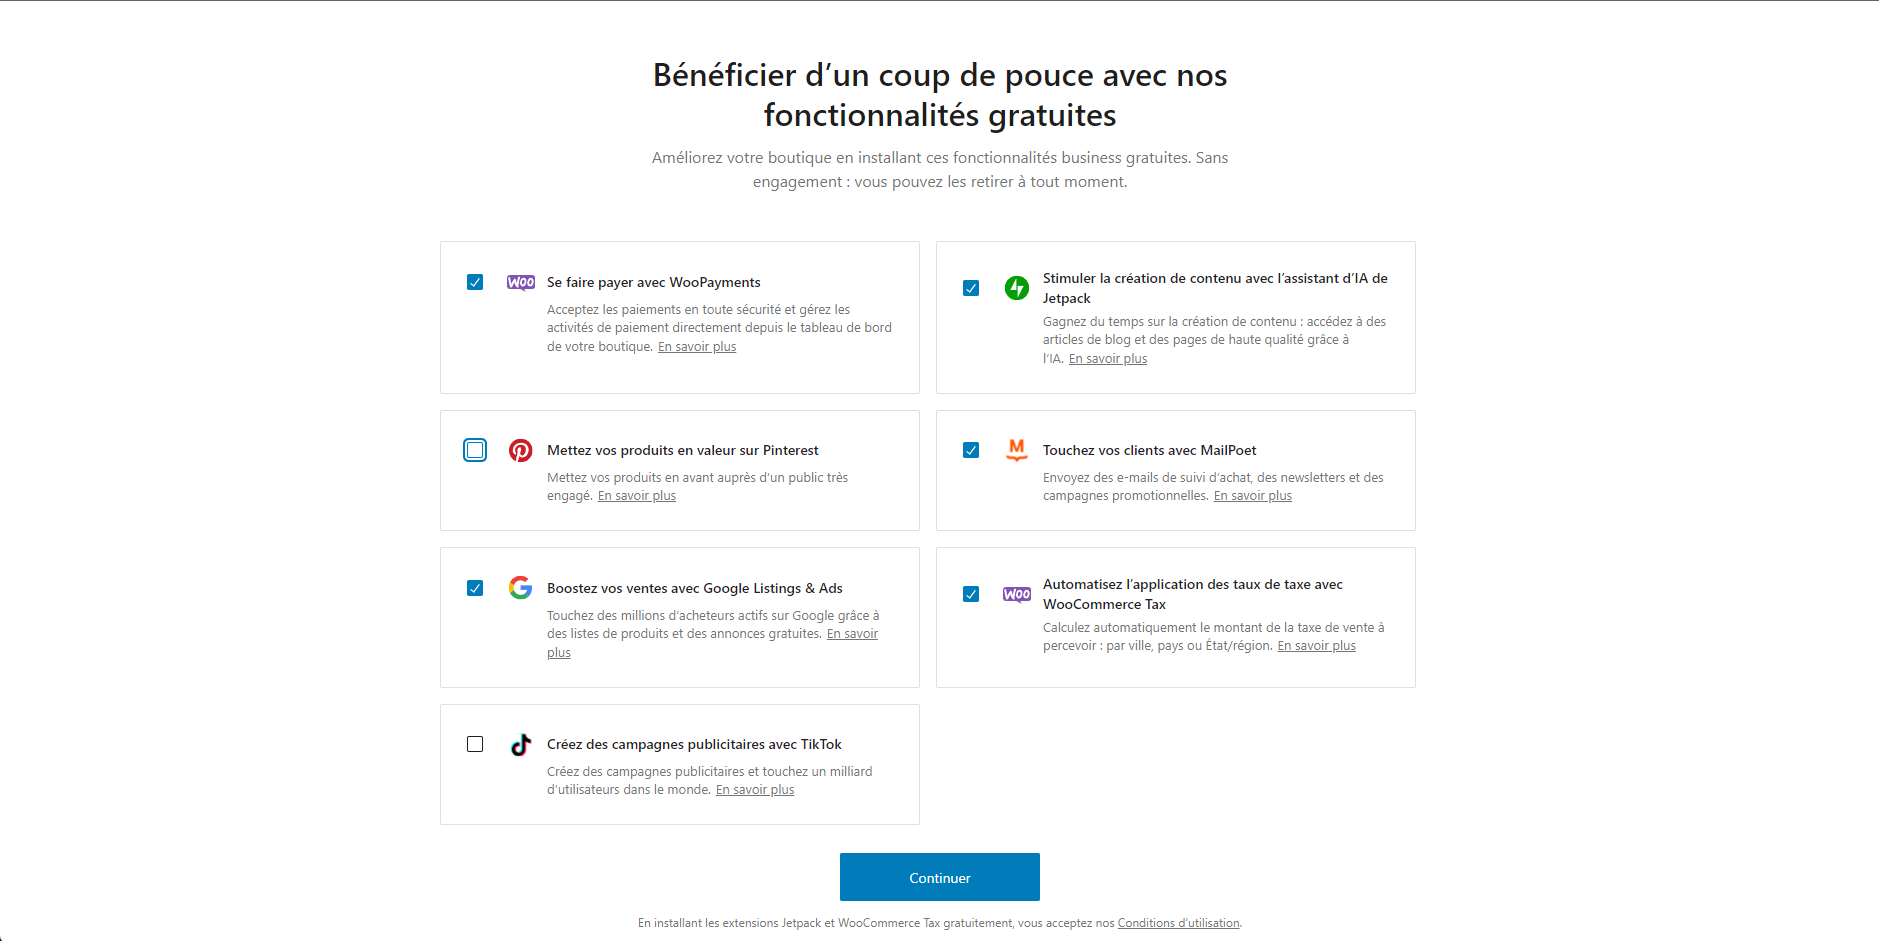 Bénéficier d’un coup de pouce avec nos
fonctionnalités gratuites
Améliorez votre boutique en installant ces fonctionnalités business gratuites. Sans
engagement : vous pouvez les retirer à tout moment.
WOO
Se faire payer avec WooPayments
Acceptez les paiements en toute sécurité et gérez les
activités de paiement directement depuis le tableau de bord
de votre boutique. En savoir plus
Stimuler la création de contenu avec l’assistant d’IA de
Jetpack
Gagnez du temps sur la création de contenu : accédez à des
articles de blog et des pages de haute qualité grâce à
l’IA. En savoir plus
Mettez vos produits en valeur sur Pinterest
Mettez vos produits en avant auprès d’un public très
engagé. En savoir plus
M
Touchez vos clients avec MailPoet
Envoyez des e-mails de suivi d’achat, des newsletters et des
campagnes promotionnelles. En savoir plus
G
Boostez vos ventes avec Google Listings & Ads
Touchez des millions d’acheteurs actifs sur Google grâce à
des listes de produits et des annonces gratuites. En savoir
plus
WOO
Automatisez l’application des taux de taxe avec
WooCommerce Tax
Calculez automatiquement le montant de la taxe de vente à
percevoir : par ville, pays ou État/région. En savoir plus
Créez des campagnes publicitaires avec TikTok
Créez des campagnes publicitaires et touchez un milliard
d’utilisateurs dans le monde. En savoir plus
Continuer
En installant les extensions Jetpack et WooCommerce Tax gratuitement, vous acceptez nos Conditions d’utilisation.